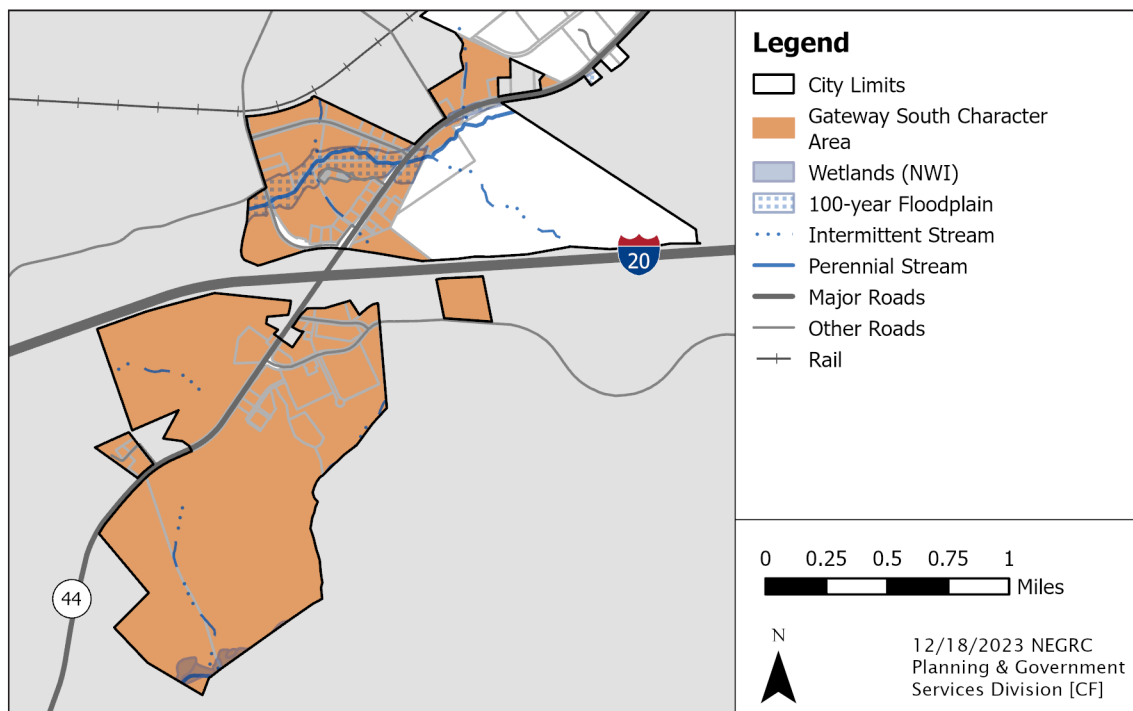 Legend
City Limits
Gateway South Character
Area
Wetlands (NWI)
100-year Floodplain
Intermittent Stream
Perennial Stream
Major Roads
Other Roads
Rail
20
44
0 0.25 0.5 0.75 1
Miles
N
12/18/2023 NEGRC
Planning & Government
Services Division [CF]